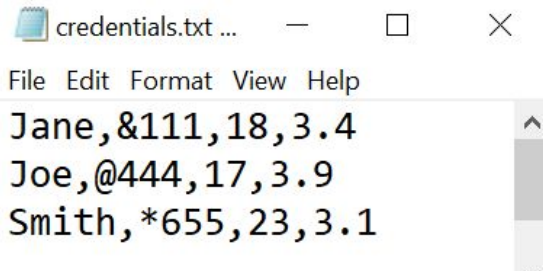 credentials.txt ...
File Edit Format View Help
Jane,&111,18,3.4
Joe,@444,17,3.9
Smith,*655,23,3.1